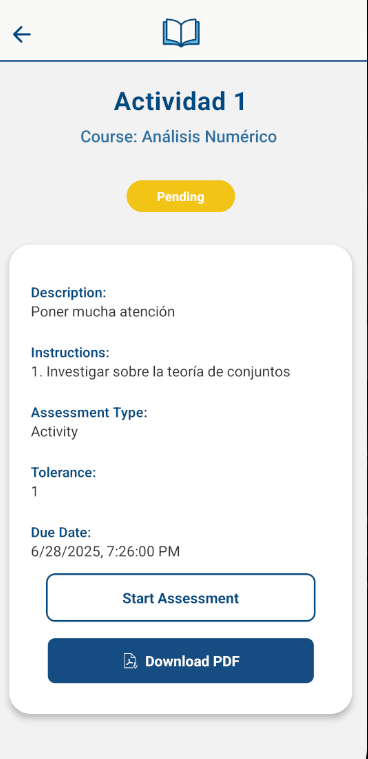 Actividad 1
Course: Análisis Numérico
Pending
Description:
Poner mucha atención
Instructions:
1. Investigar sobre la teoría de conjuntos
Assessment Type:
Activity
Tolerance:
1
Due Date:
6/28/2025, 7:26:00 PM
Start Assessment
Download PDF